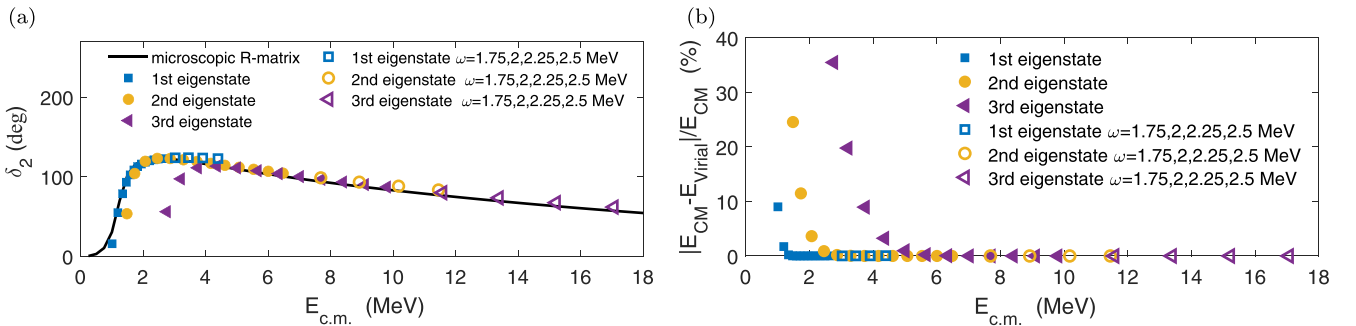 (a)
δ₂ (deg)
200
100
0
microscopic R-matrix
1st eigenstate
2nd eigenstate
3rd eigenstate
1st eigenstate ω=1.75,2,2.25,2.5 MeV
2nd eigenstate ω=1.75,2,2.25,2.5 MeV
3rd eigenstate ω=1.75,2,2.25,2.5 MeV
0 2 4 6 8 10 12 14 16 18
E_c.m. (MeV)
(b)
|E_CM-E_Virial|/E_CM (%)
40
30
20
10
0
1st eigenstate
2nd eigenstate
3rd eigenstate
1st eigenstate ω=1.75,2,2.25,2.5 MeV
2nd eigenstate ω=1.75,2,2.25,2.5 MeV
3rd eigenstate ω=1.75,2,2.25,2.5 MeV
0 2 4 6 8 10 12 14 16 18
E_c.m. (MeV)